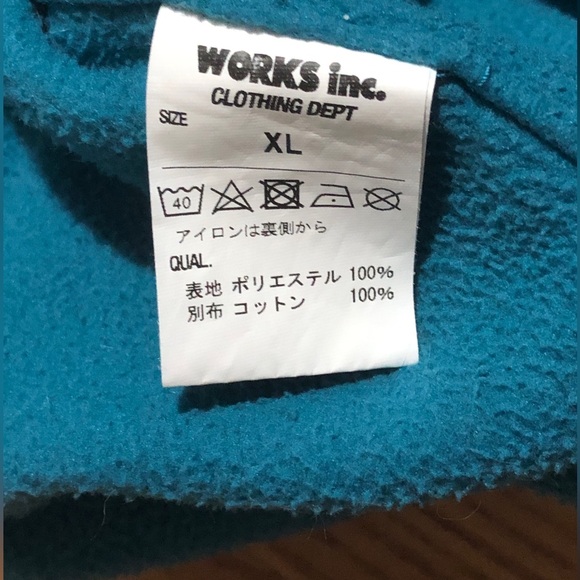 WORKS inc.
CLOTHING DEPT
SIZE
XL
40
アイロンは裏側から
QUAL.
表地 ポリエステル 100%
別布 コットン 100%